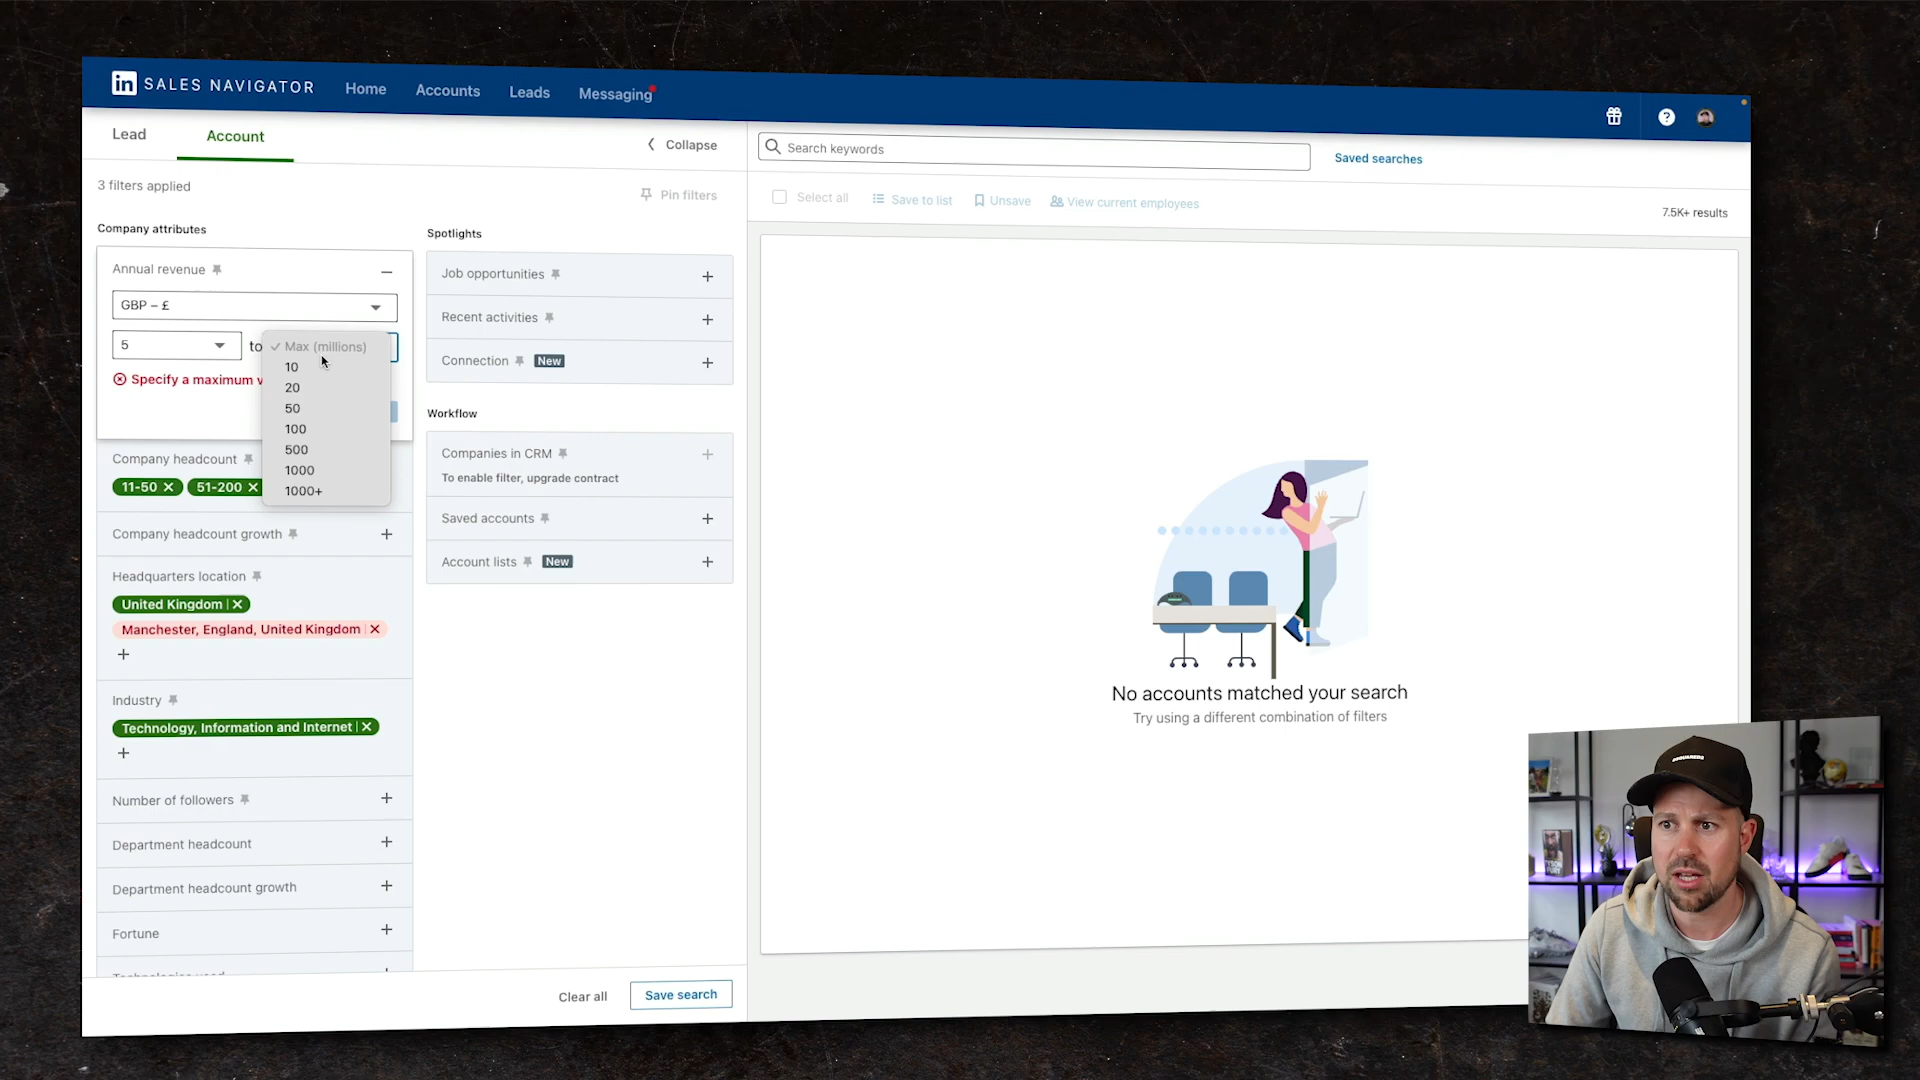 in SALES NAVIGATOR Home Accounts Leads Messaging
Lead Account Collapse
3 filters applied Pin filters
Company attributes
Annual revenue
GBP – £
5 to Max (millions)
10
20
50
100
500
1000
1000+
Specify a maximum v
Company headcount
11-50 51-200
Company headcount growth
Headquarters location
United Kingdom
Manchester, England, United Kingdom
Industry
Technology, Information and Internet
Number of followers
Department headcount
Department headcount growth
Fortune
Spotlights
Job opportunities
Recent activities
Connection New
Workflow
Companies in CRM
To enable filter, upgrade contract
Saved accounts
Account lists New
Clear all Save search
Search keywords Saved searches
Select all Save to list Unsave View current employees
7.5K+ results
No accounts matched your search
Try using a different combination of filters